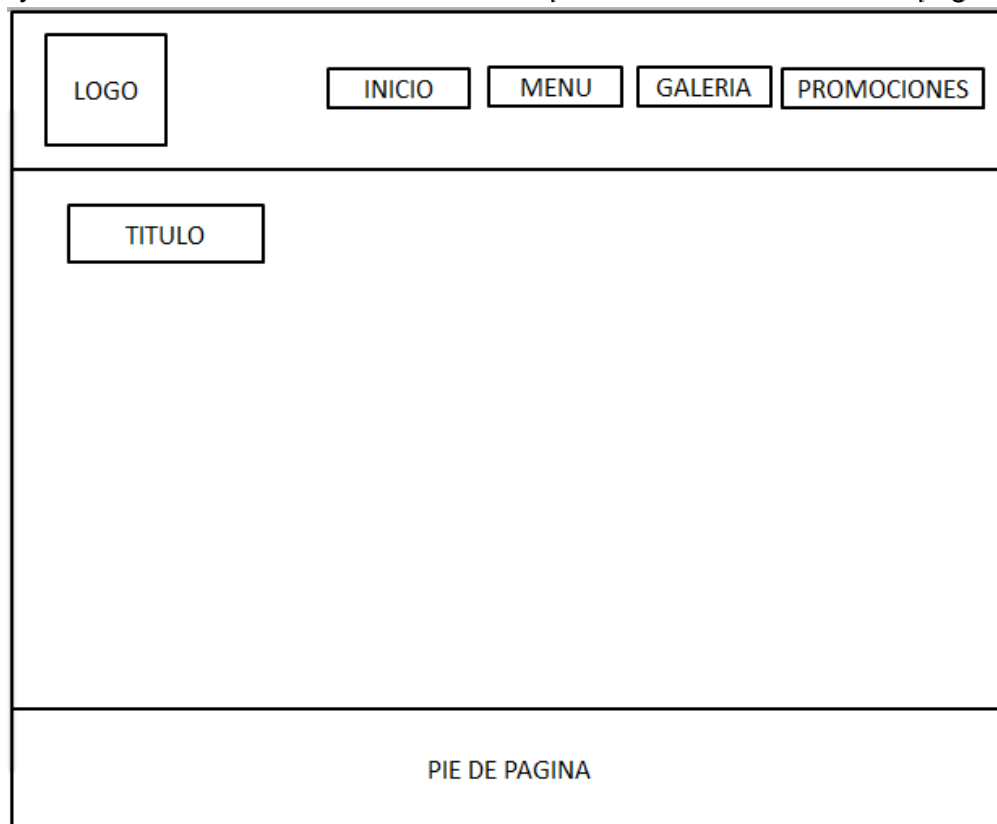 LOGO
INICIO
MENU
GALERIA
PROMOCIONES
TITULO
PIE DE PAGINA